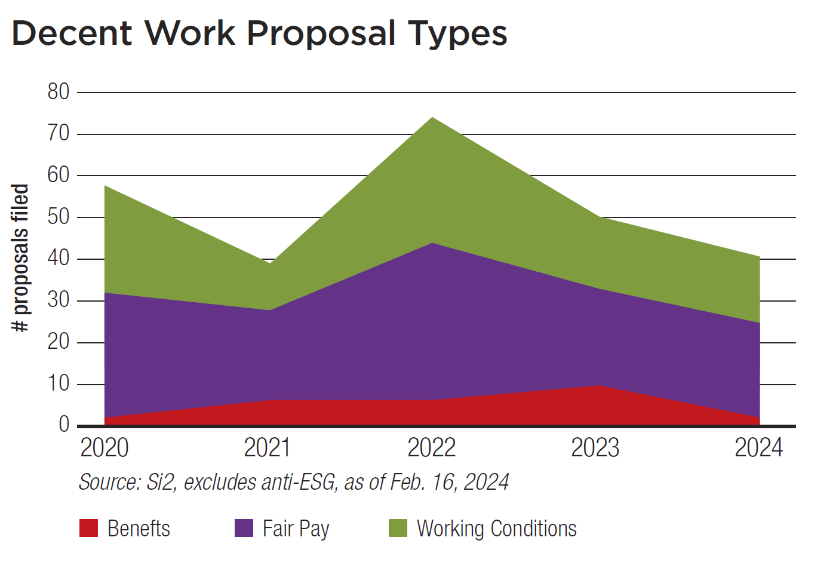 Decent Work Proposal Types
# proposals filed
80
70
60
50
40
30
20
10
0
2020 2021 2022 2023 2024
Source: Si2, excludes anti-ESG, as of Feb. 16, 2024
Benefts Fair Pay Working Conditions